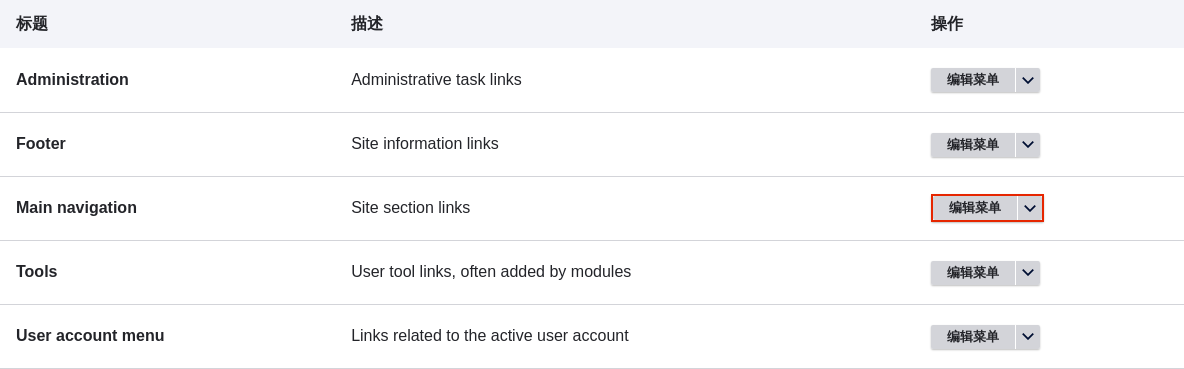 标题 描述 操作
Administration Administrative task links 编辑菜单
Footer Site information links 编辑菜单
Main navigation Site section links 编辑菜单
Tools User tool links, often added by modules 编辑菜单
User account menu Links related to the active user account 编辑菜单